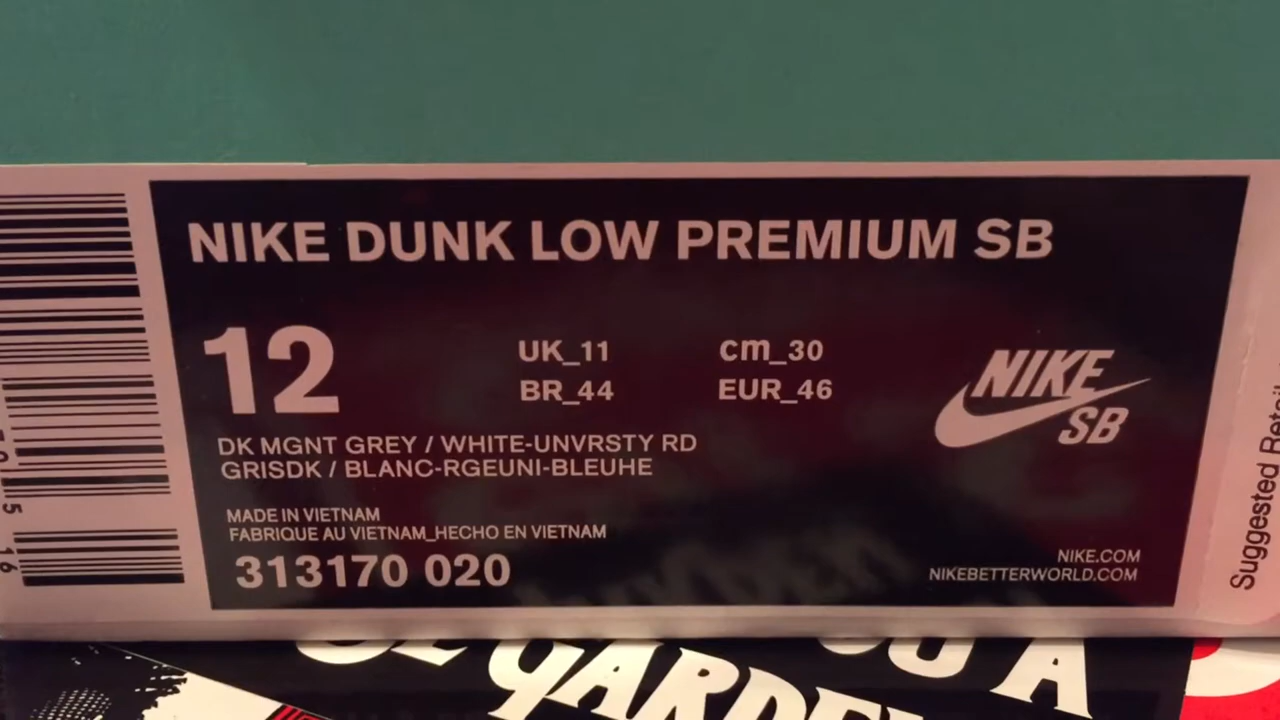 NIKE DUNK LOW PREMIUM SB
12
UK_11
cm_30
BR_44
EUR_46
NIKE
SB
DK MGNT GREY / WHITE-UNVRSTY RD
GRISDK / BLANC-RGEUNI-BLEUHE
MADE IN VIETNAM
FABRIQUE AU VIETNAM_HECHO EN VIETNAM
313170 020
NIKE.COM
NIKEBETTERWORLD.COM
Suggested